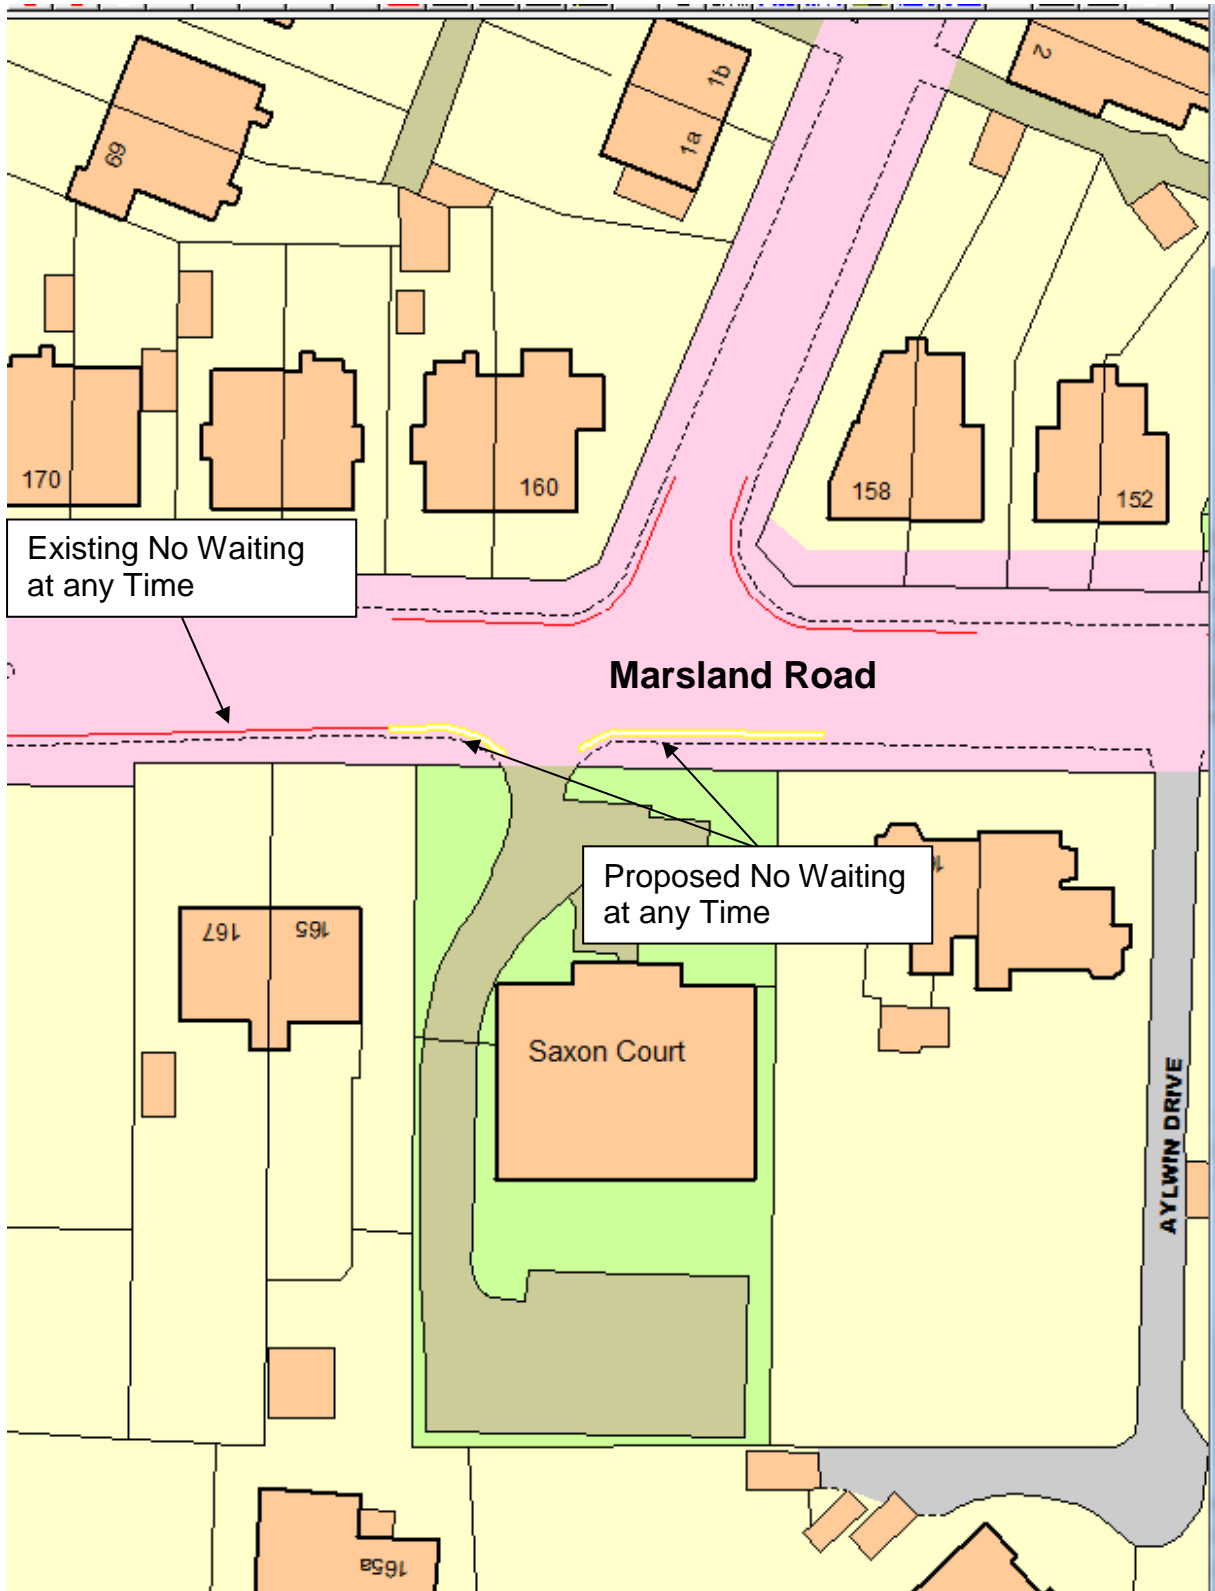 2
1b
1a
69
170
160
158
152
Existing No Waiting
at any Time
Marsland Road
Proposed No Waiting
at any Time
167
165
Saxon Court
AYLWIN DRIVE
165a